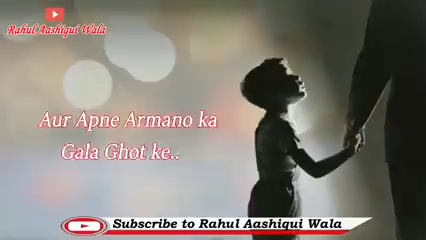 Rahul Aashiqui Wala
Aur Apne Armano ka
Gala Ghot ke..
Subscribe to Rahul Aashiqui Wala